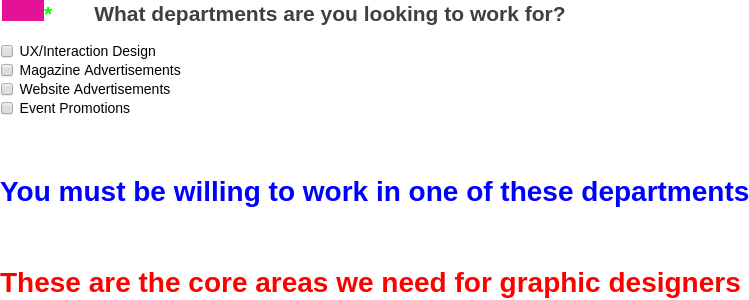 * What departments are you looking to work for?
UX/Interaction Design
Magazine Advertisements
Website Advertisements
Event Promotions
You must be willing to work in one of these departments
These are the core areas we need for graphic designers